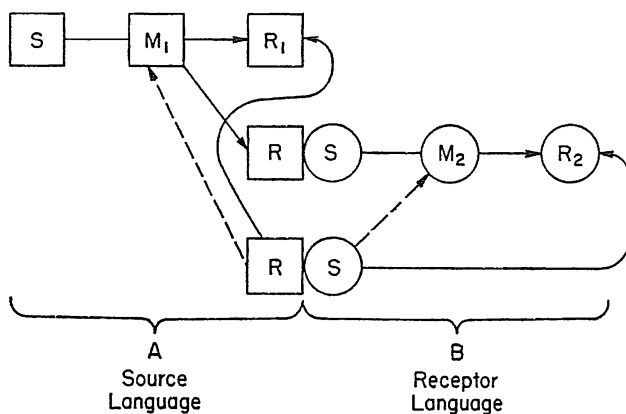 S M₁ R₁
R S M₂ R₂
R S
A B
Source Receptor
Language Language